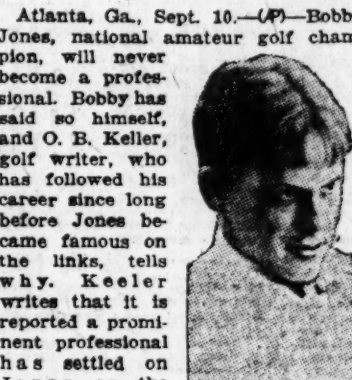 Atlanta, Ga., Sept. 10.—(AP)—Bobby
Jones, national amateur golf cham-
pion, will never
become a profes-
sional. Bobby has
said so himself,
and O. B. Keller,
golf writer, who
has followed his
career since long
before Jones be-
came famous on
the links, tells
why. Keeler
writes that it is
reported a promi-
nent professional
has settled on